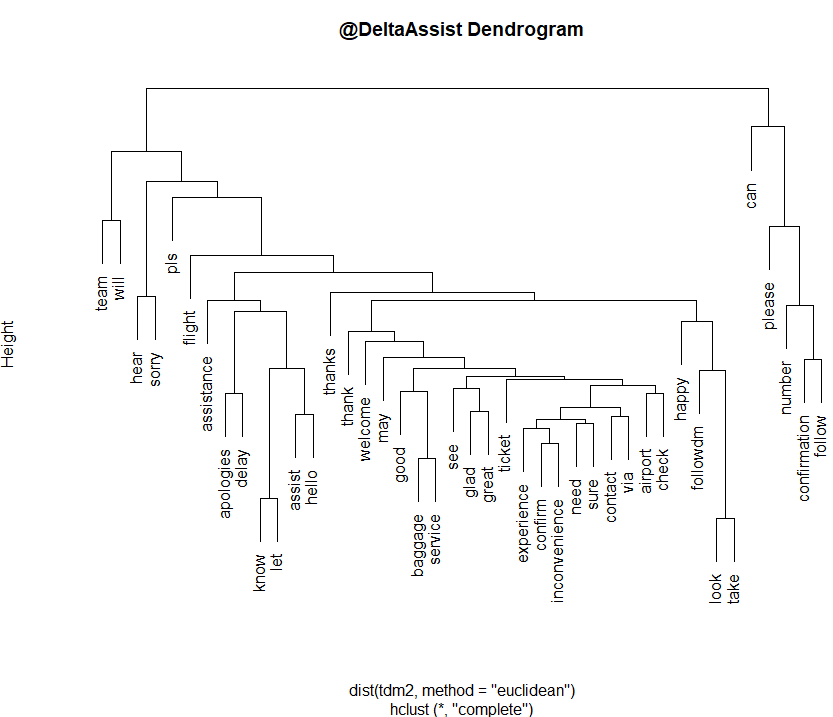 @DeltaAssist Dendrogram
Height
team
will
hear
sorry
pls
flight
assistance
apologies
delay
know
let
assist
hello
thanks
thank
welcome
may
good
baggage
service
see
glad
great
ticket
experience
confirm
inconvenience
need
sure
contact
via
airport
check
happy
followdm
look
take
can
please
number
confirmation
follow
dist(tdm2, method = "euclidean")
hclust (*, "complete")